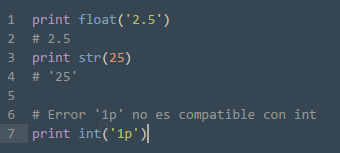 1 print float('2.5')
2 # 2.5
3 print str(25)
4 # '25'
5
6 # Error '1p' no es compatible con int
7 print int('1p')